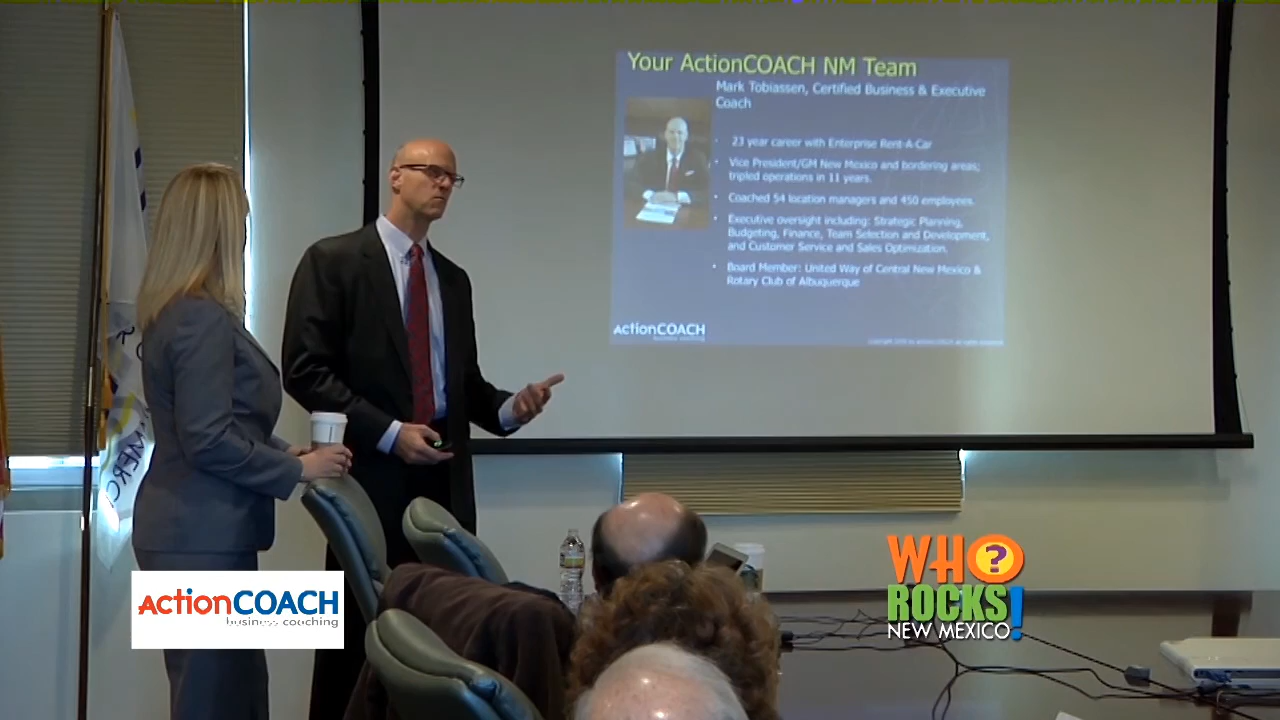 Your ActionCOACH NM Team
Mark Tobiassen, Certified Business & Executive
Coach
23 year career with Enterprise Rent-A-Car
Vice President/GM New Mexico and bordering areas;
tripled operations in 11 years.
Coached 54 location managers and 450 employees.
Executive oversight including: Strategic Planning,
Budgeting, Finance, Team Selection and Development,
and Customer Service and Sales Optimization.
Board Member: United Way of Central New Mexico &
Rotary Club of Albuquerque
ActionCOACH
business coaching
ActionCOACH
business coaching
WHO?
ROCKS!
NEW MEXICO